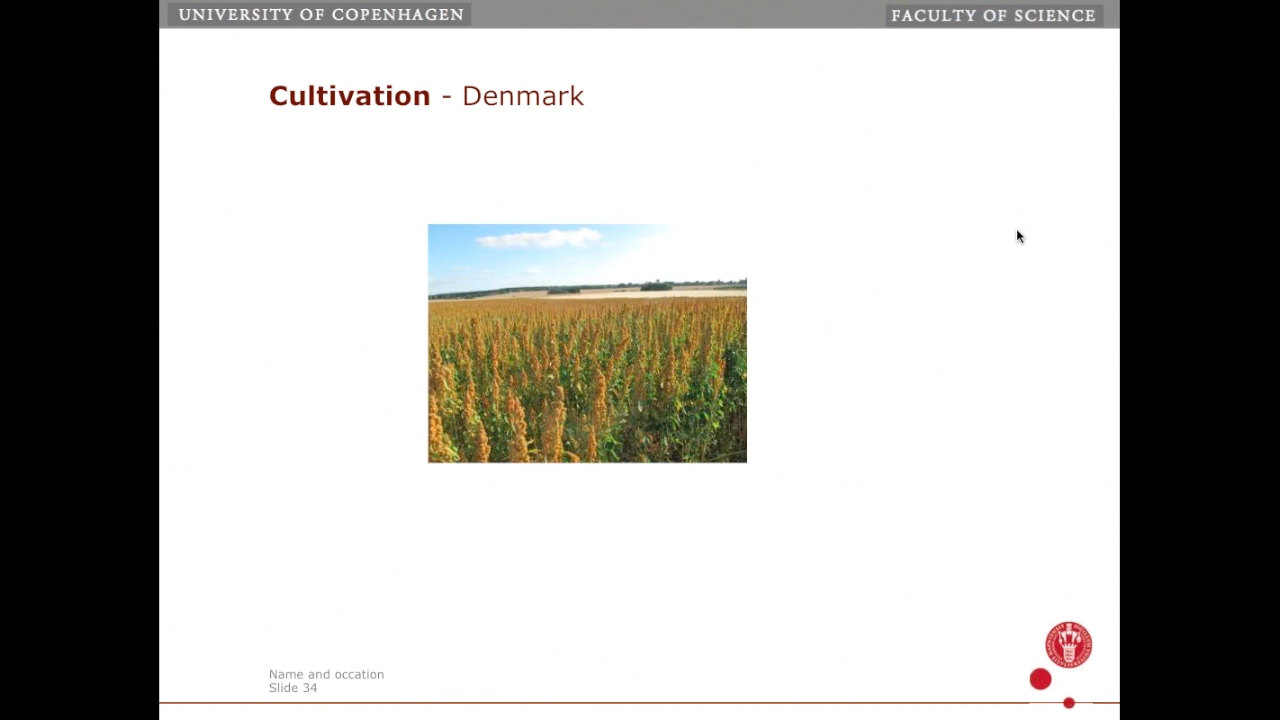 UNIVERSITY OF COPENHAGEN
FACULTY OF SCIENCE
Cultivation - Denmark
Name and occation
Slide 34